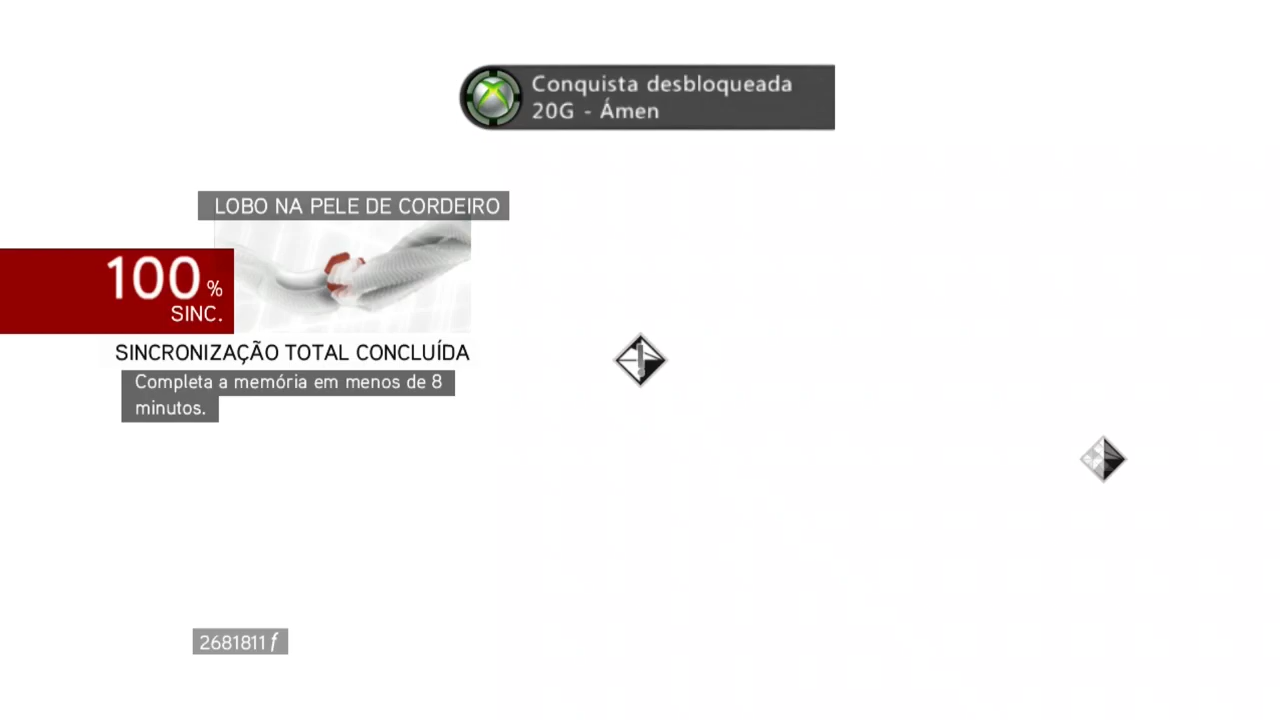 Conquista desbloqueada
20G - Ámen
LOBO NA PELE DE CORDEIRO
100 %
SINC.
SINCRONIZAÇÃO TOTAL CONCLUÍDA
Completa a memória em menos de 8
minutos.
2681811 ƒ